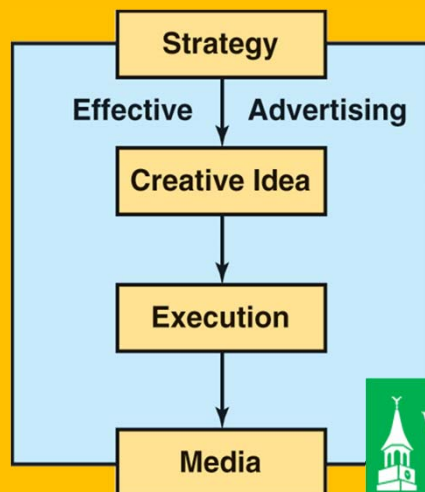 Strategy
Effective Advertising
Creative Idea
Execution
Media